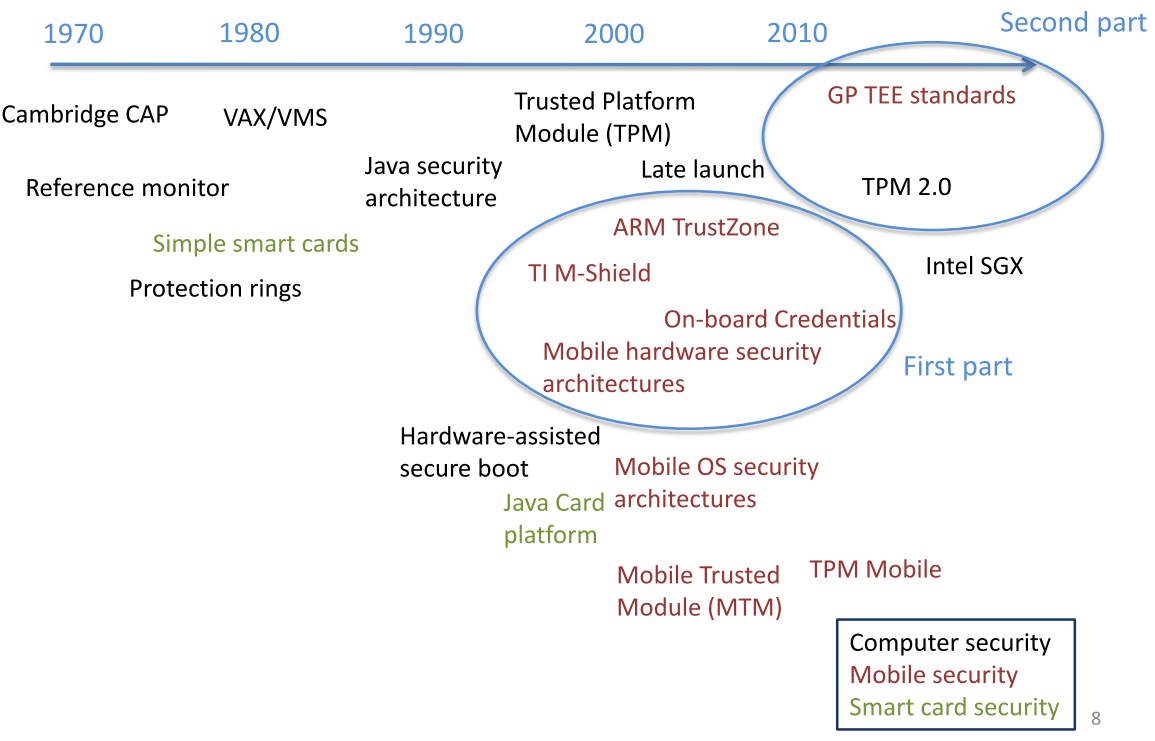 1970 1980 1990 2000 2010 Second part
Cambridge CAP
VAX/VMS
Trusted Platform
Module (TPM)
GP TEE standards
Java security
architecture
Late launch
Reference monitor
TPM 2.0
Simple smart cards
ARM TrustZone
Protection rings
TI M-Shield
Intel SGX
On-board Credentials
Mobile hardware security
architectures
First part
Hardware-assisted
secure boot
Mobile OS security
architectures
Java Card
platform
Mobile Trusted
Module (MTM)
TPM Mobile
Computer security
Mobile security
Smart card security
8